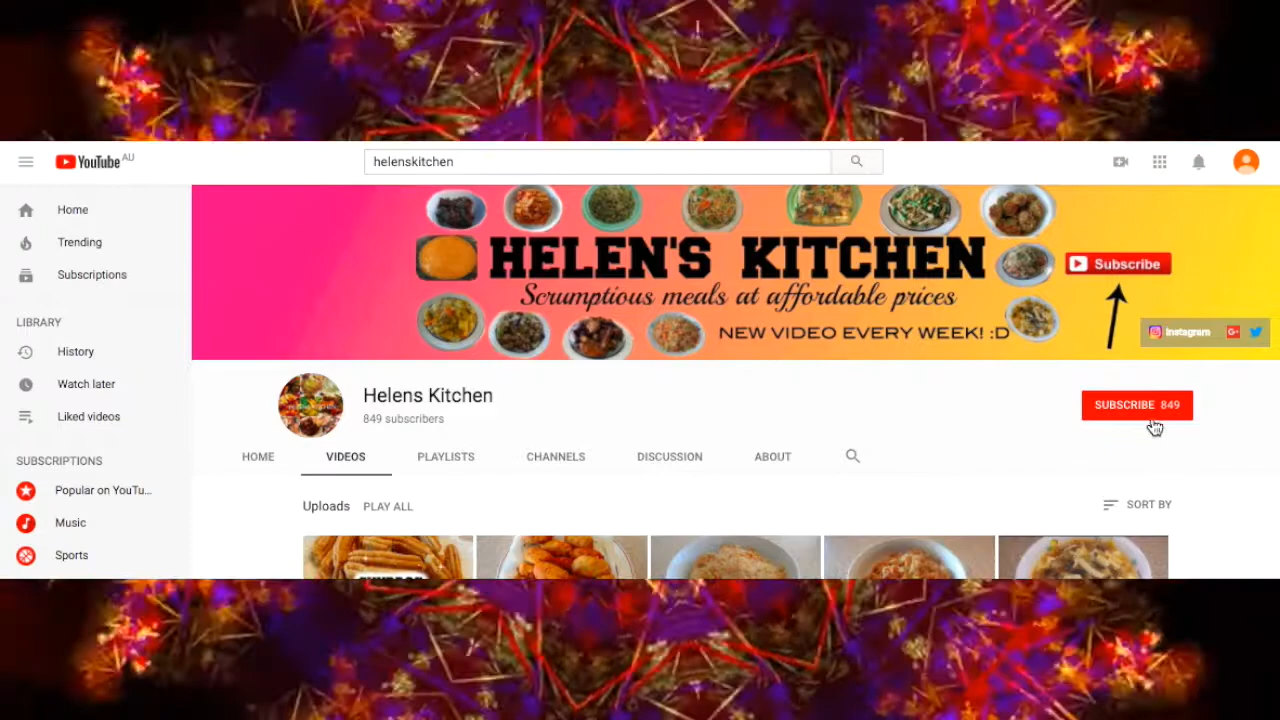 YouTube AU
helenskitchen
Home
Trending
Subscriptions
LIBRARY
History
Watch later
Liked videos
SUBSCRIPTIONS
Popular on YouTu...
Music
Sports
HELEN'S KITCHEN
Scrumptious meals at affordable prices
NEW VIDEO EVERY WEEK! :D
Subscribe
Instagram
G+
Helens Kitchen
849 subscribers
SUBSCRIBE 849
HOME VIDEOS PLAYLISTS CHANNELS DISCUSSION ABOUT
Uploads PLAY ALL
SORT BY